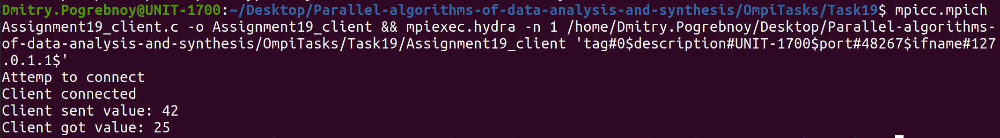 Dmitry.Pogrebnoy@UNIT-1700:~/Desktop/Parallel-algorithms-of-data-analysis-and-synthesis/OmpiTasks/Task19$ mpicc.mpich
Assignment19_client.c -o Assignment19_client && mpiexec.hydra -n 1 /home/Dmitry.Pogrebnoy/Desktop/Parallel-algorithms-
of-data-analysis-and-synthesis/OmpiTasks/Task19/Assignment19_client 'tag#0$description#UNIT-1700$port#48267$ifname#127
.0.1.1$'
Attemp to connect
Client connected
Client sent value: 42
Client got value: 25